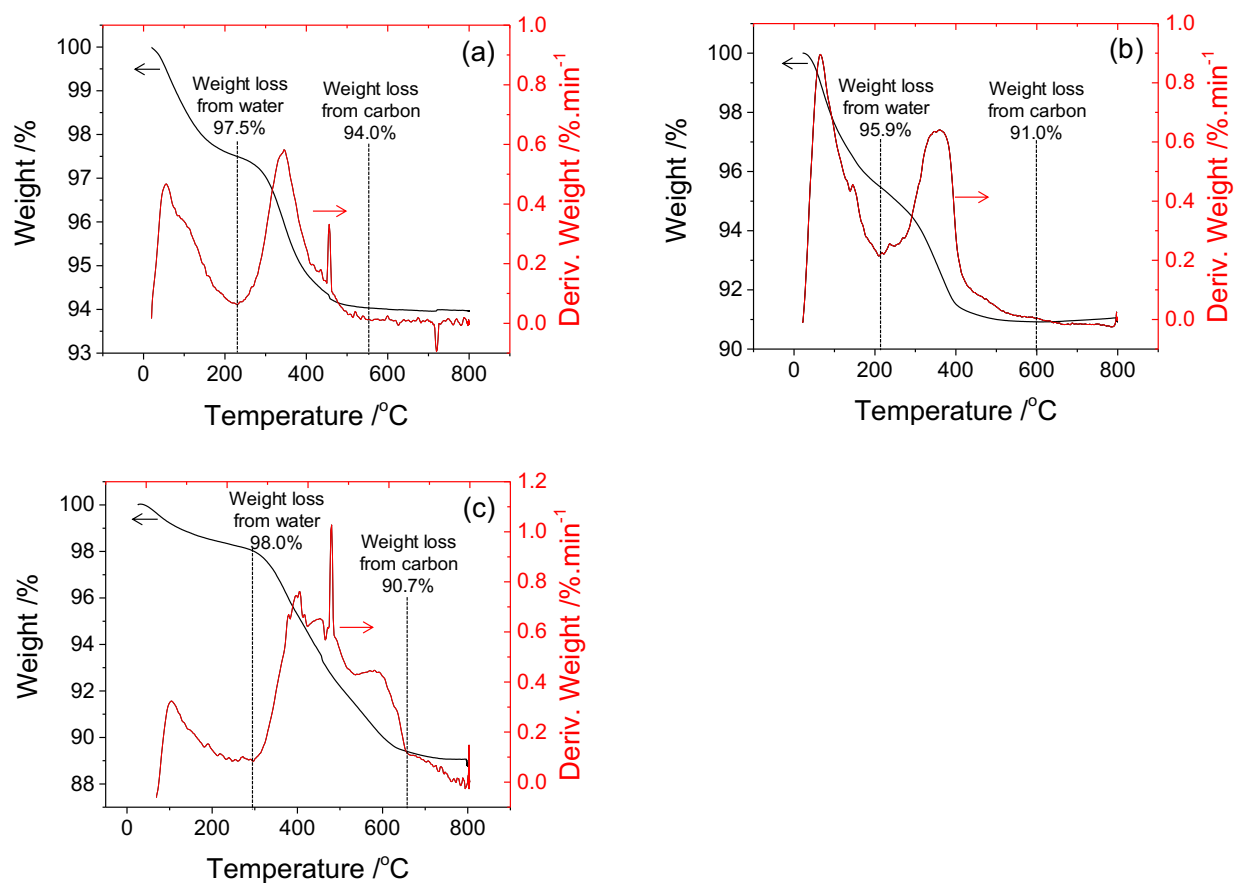 (a)
Weight loss
from water
97.5%
Weight loss
from carbon
94.0%
100
99
98
97
96
95
94
93
Weight /%
1.0
0.8
0.6
0.4
0.2
0.0
Deriv. Weight /%.min-1
0 200 400 600 800
Temperature /oC
(b)
Weight loss
from water
95.9%
Weight loss
from carbon
91.0%
100
98
96
94
92
90
Weight /%
1.0
0.8
0.6
0.4
0.2
0.0
Deriv. Weight /%.min-1
0 200 400 600 800
Temperature /oC
(c)
Weight loss
from water
98.0%
Weight loss
from carbon
90.7%
100
98
96
94
92
90
88
Weight /%
1.2
1.0
0.8
0.6
0.4
0.2
0.0
Deriv. Weight /%.min-1
0 200 400 600 800
Temperature /oC